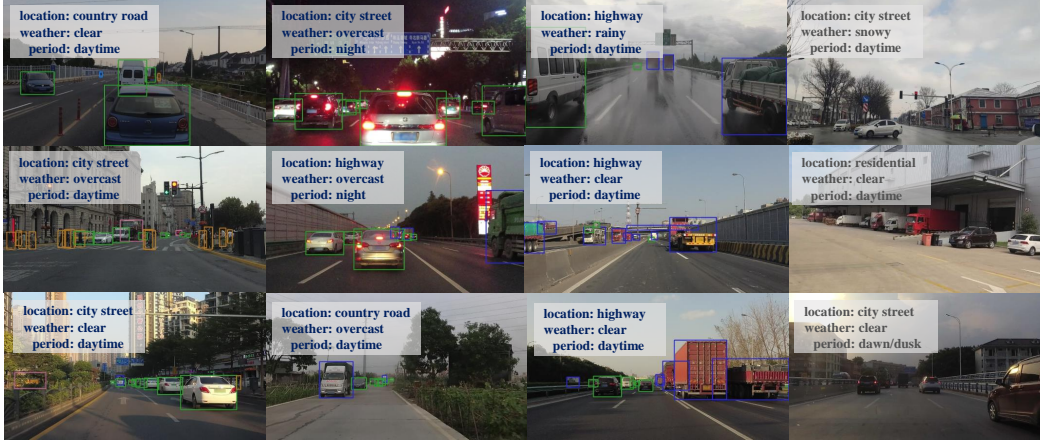 location: country road
weather: clear
period: daytime
location: city street
weather: overcast
period: night
location: highway
weather: rainy
period: daytime
location: city street
weather: snowy
period: daytime
location: city street
weather: overcast
period: daytime
location: highway
weather: overcast
period: night
location: highway
weather: clear
period: daytime
location: residential
weather: clear
period: daytime
location: city street
weather: clear
period: daytime
location: country road
weather: overcast
period: daytime
location: highway
weather: clear
period: daytime
location: city street
weather: clear
period: dawn/dusk